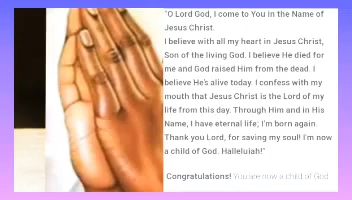 "O Lord God, I come to You in the Name of
Jesus Christ.
I believe with all my heart in Jesus Christ,
Son of the living God. I believe He died for
me and God raised Him from the dead. I
believe He's alive today. I confess with my
mouth that Jesus Christ is the Lord of my
life from this day. Through Him and in His
Name, I have eternal life; I'm born again.
Thank you Lord, for saving my soul! I'm now
a child of God. Halleluiah!"
Congratulations! You are now a child of God